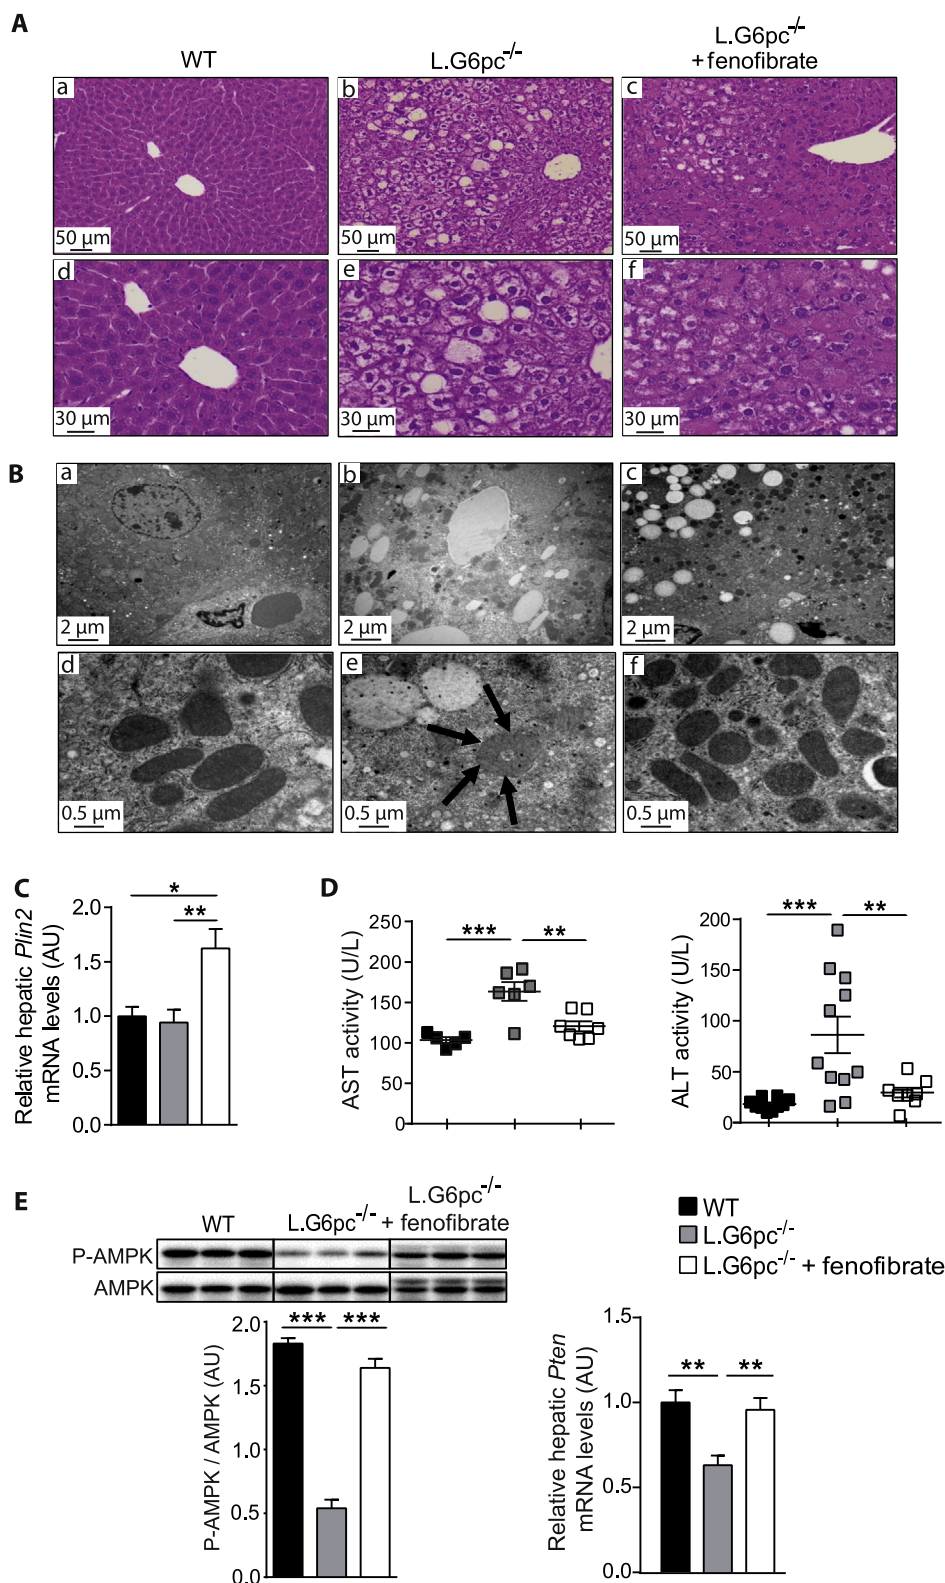 A
WT
L.G6pc-/-
L.G6pc-/-
+ fenofibrate
a
b
c
50 µm
50 µm
50 µm
d
e
f
30 µm
30 µm
30 µm
B
a
b
c
2 µm
2 µm
2 µm
d
e
f
0.5 µm
0.5 µm
0.5 µm
C
Relative hepatic Plin2
mRNA levels (AU)
2.0
1.5
1.0
0.5
0.0
*
**
D
AST activity (U/L)
250
200
150
100
50
0
***
**
ALT activity (U/L)
200
150
100
50
0
***
**
E
WT
L.G6pc-/-
L.G6pc-/-
+ fenofibrate
P-AMPK
AMPK
P-AMPK / AMPK (AU)
2.0
1.5
1.0
0.5
0.0
***
***
WT
L.G6pc-/-
L.G6pc-/- + fenofibrate
Relative hepatic Pten
mRNA levels (AU)
1.5
1.0
0.5
0.0
**
**